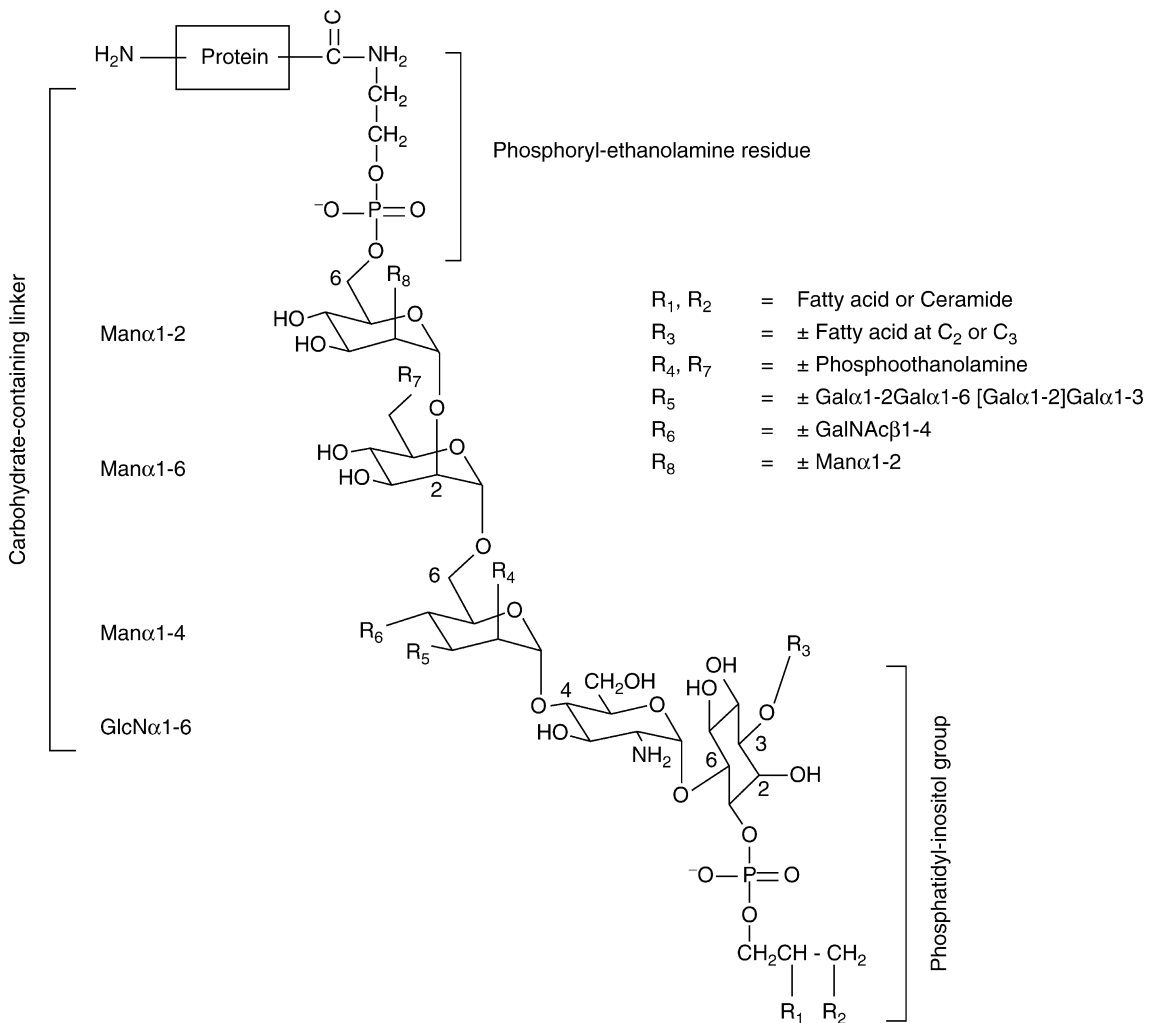 C
H₂N
Protein
C
NH₂
CH₂
CH₂
O
⁻O
P
O
O
Phosphoryl-ethanolamine residue
6
R₈
Carbohydrate-containing linker
HO
O
HO
Manα1-2
R₇
O
HO
O
HO
2
Manα1-6
O
6
R₄
O
R₆
R₅
Manα1-4
O
4
CH₂OH
O
HO
NH₂
GlcNα1-6
O
R₁, R₂ = Fatty acid or Ceramide
R₃ = ± Fatty acid at C₂ or C₃
R₄, R₇ = ± Phosphoothanolamine
R₅ = ± Galα1-2Galα1-6 [Galα1-2]Galα1-3
R₆ = ± GalNAcβ1-4
R₈ = ± Manα1-2
R₃
OH
HO
O
3
6
2
OH
O
⁻O
P
O
O
CH₂CH - CH₂
R₁
R₂
Phosphatidyl-inositol group